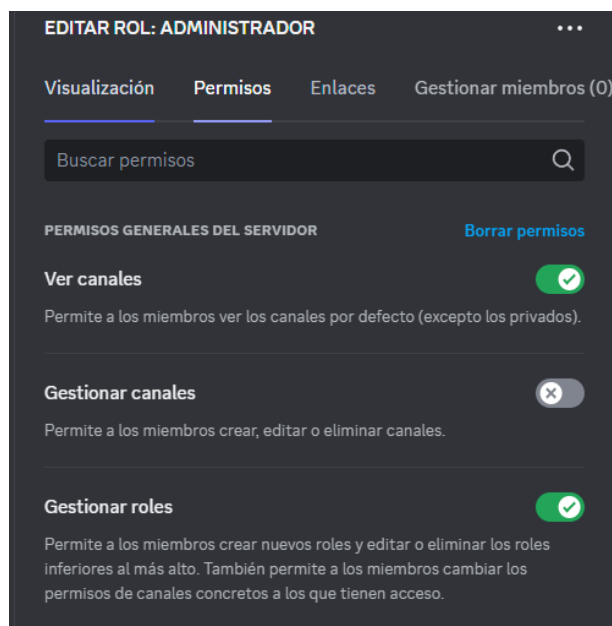 EDITAR ROL: ADMINISTRADOR
Visualización Permisos Enlaces Gestionar miembros (0)
Buscar permisos
PERMISOS GENERALES DEL SERVIDOR Borrar permisos
Ver canales
Permite a los miembros ver los canales por defecto (excepto los privados).
Gestionar canales
Permite a los miembros crear, editar o eliminar canales.
Gestionar roles
Permite a los miembros crear nuevos roles y editar o eliminar los roles
inferiores al más alto. También permite a los miembros cambiar los
permisos de canales concretos a los que tienen acceso.